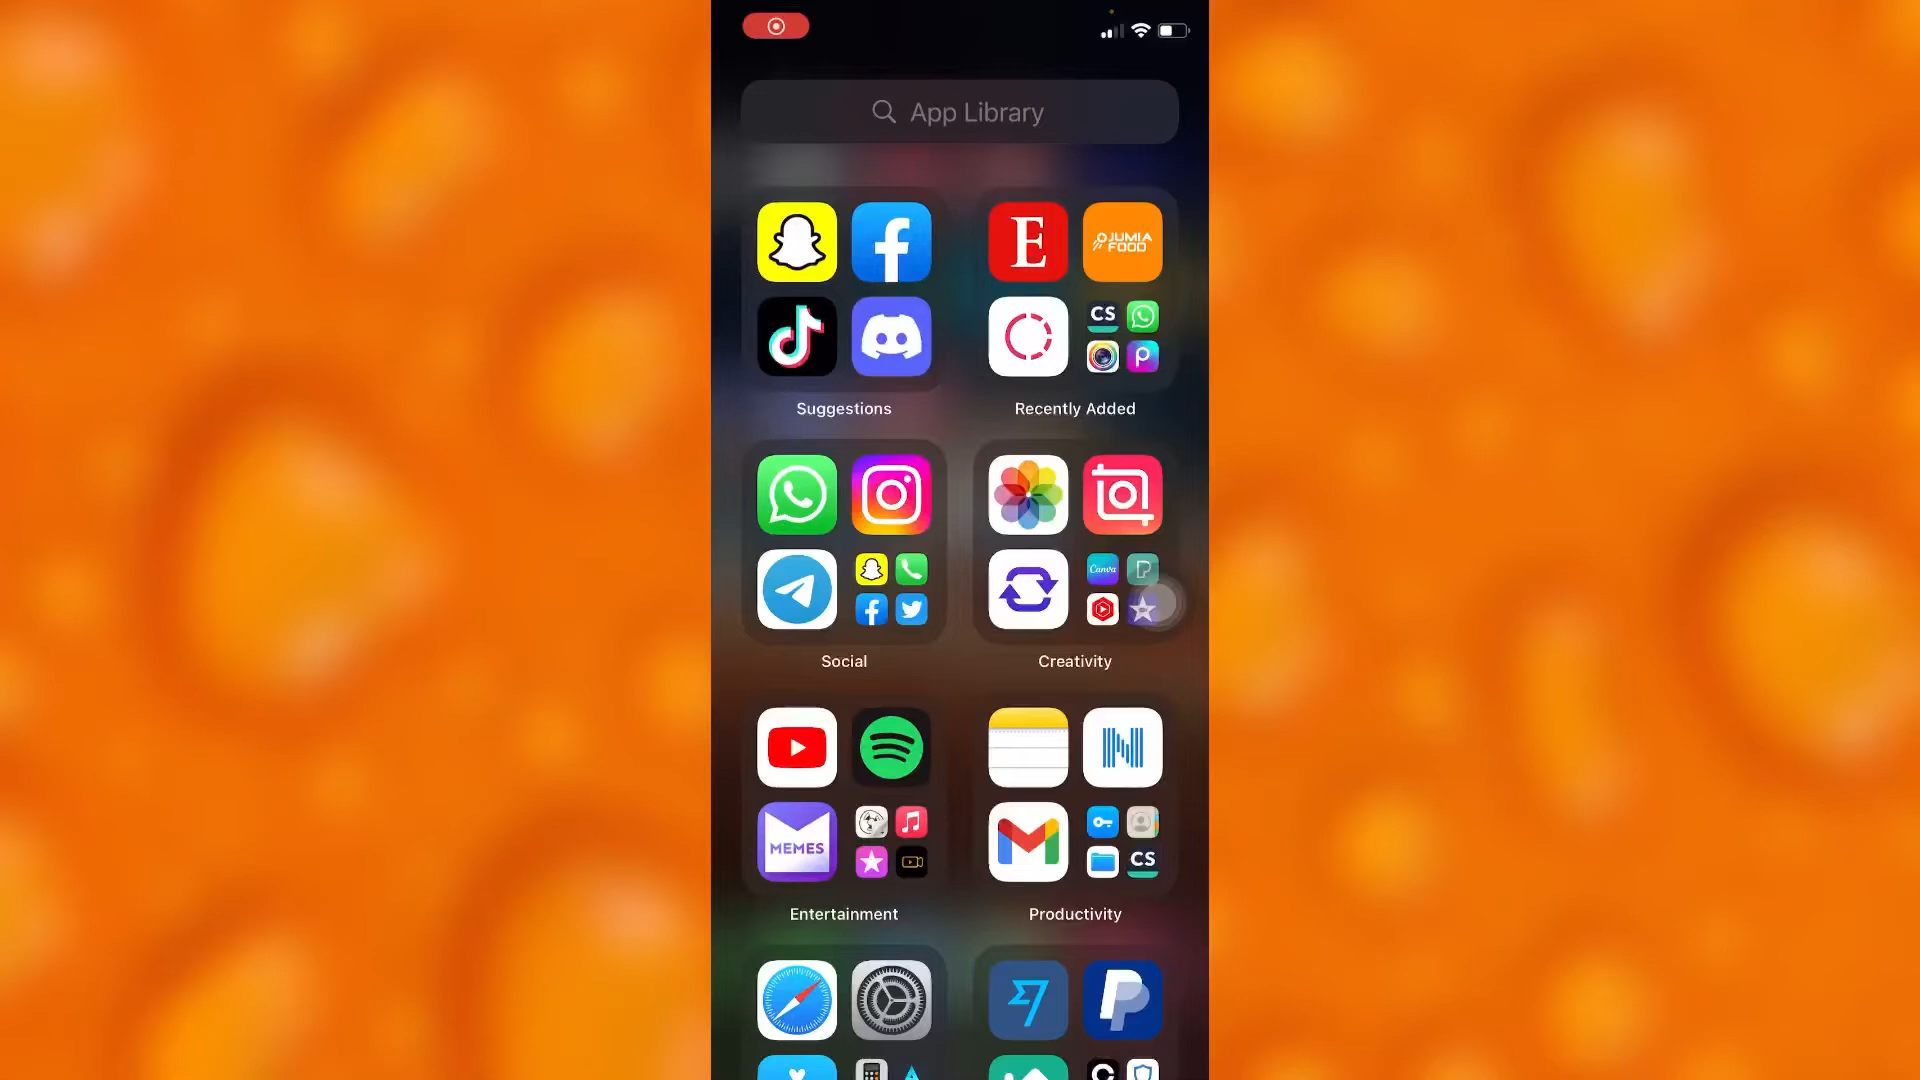 App Library
E
JUMIA
FOOD
CS
Suggestions
Recently Added
Canva
Social
Creativity
MEMES
CS
Entertainment
Productivity